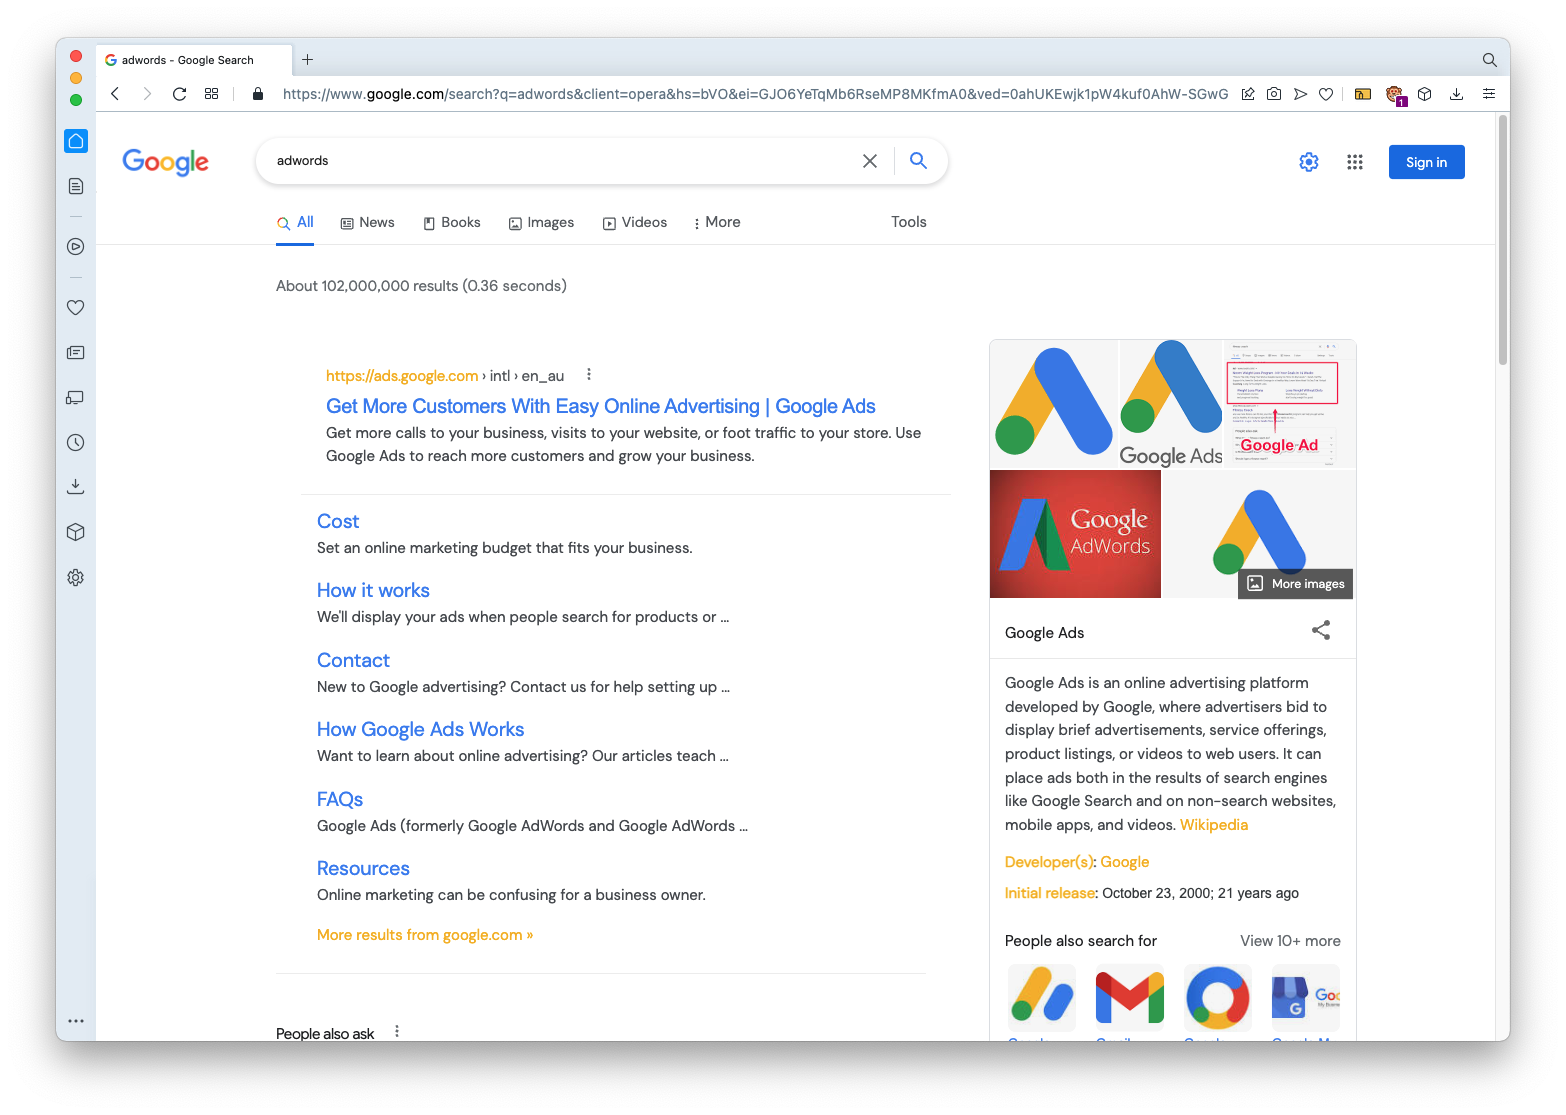 adwords - Google Search
https://www.google.com/search?q=adwords&client=opera&hs=bVO&ei=GJO6YeTqMb6RseMP8MKfmA0&ved=0ahUKEwjk1pW4kuf0AhW-SGwG
1
Google
adwords
Sign in
All
News
Books
Images
Videos
More
Tools
About 102,000,000 results (0.36 seconds)
https://ads.google.com › intl › en_au
Get More Customers With Easy Online Advertising | Google Ads
Get more calls to your business, visits to your website, or foot traffic to your store. Use
Google Ads to reach more customers and grow your business.
Cost
Set an online marketing budget that fits your business.
How it works
We'll display your ads when people search for products or ...
Contact
New to Google advertising? Contact us for help setting up ...
How Google Ads Works
Want to learn about online advertising? Our articles teach ...
FAQs
Google Ads (formerly Google AdWords and Google AdWords ...
Resources
Online marketing can be confusing for a business owner.
More results from google.com »
People also ask
Google Ads
Google Ad
Google
AdWords
More images
Google Ads
Google Ads is an online advertising platform
developed by Google, where advertisers bid to
display brief advertisements, service offerings,
product listings, or videos to web users. It can
place ads both in the results of search engines
like Google Search and on non-search websites,
mobile apps, and videos. Wikipedia
Developer(s): Google
Initial release: October 23, 2000; 21 years ago
People also search for
View 10+ more
G